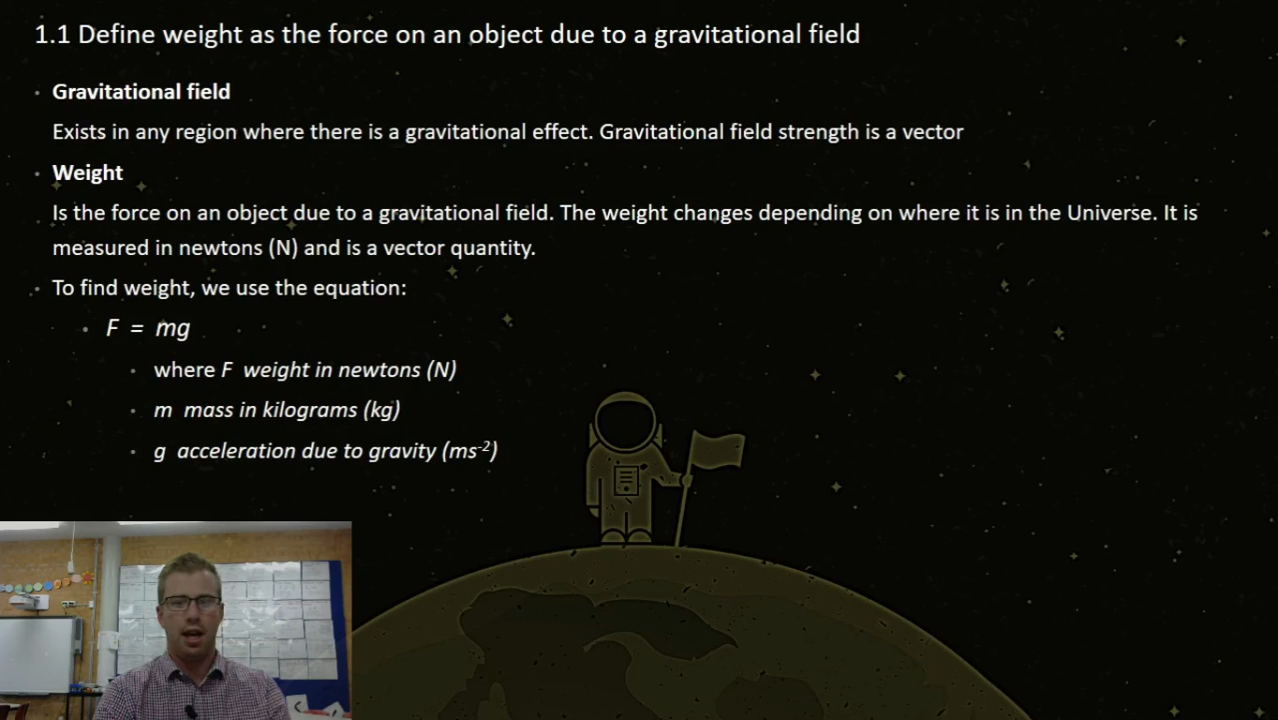 1.1 Define weight as the force on an object due to a gravitational field
• Gravitational field
Exists in any region where there is a gravitational effect. Gravitational field strength is a vector
• Weight
Is the force on an object due to a gravitational field. The weight changes depending on where it is in the Universe. It is
measured in newtons (N) and is a vector quantity.
• To find weight, we use the equation:
• F = mg
• where F weight in newtons (N)
• m mass in kilograms (kg)
• g acceleration due to gravity (ms⁻²)